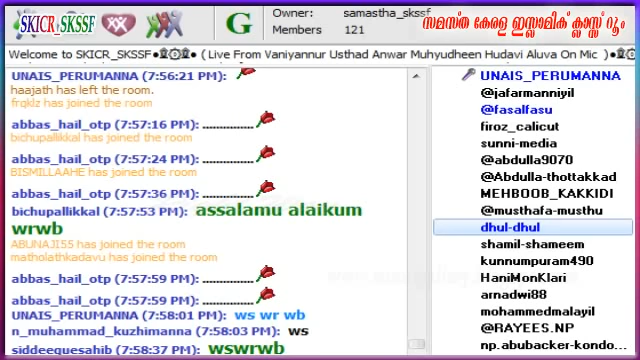 SKICR_SKSSF
G
Owner: samastha_skssf
Members 121
സമസ്ത കേരള ഇസ്ലാമിക് ക്ലാസ്സ് റൂം
Welcome to SKICR_SKSSF ( Live From Vaniyannur Usthad Anwar Muhyudheen Hudavi Aluva On Mic ) 
UNAIS_PERUMANNA (7:56:21 PM):
haajath has left the room.
frqklz has joined the room
abbas_hail_otp (7:57:16 PM): ...............
bichupallikkal has joined the room
abbas_hail_otp (7:57:24 PM): ...............
BISMILLAAHE has joined the room
abbas_hail_otp (7:57:36 PM): ...............
bichupallikkal (7:57:53 PM): assalamu alaikum
wrwb
ABUNAJI55 has joined the room
matholathkadavu has joined the room
abbas_hail_otp (7:57:59 PM): ...............
abbas_hail_otp (7:57:59 PM): ...............
UNAIS_PERUMANNA (7:58:01 PM): ws wr wb
n_muhammad_kuzhimanna (7:58:03 PM): ws
siddeequesahib (7:58:37 PM): wswrwb
UNAIS_PERUMANNA
@jafarmanniyil
@fasalfasu
firoz_calicut
sunni-media
@abdulla9070
@Abdulla-thottakkad
MEHBOOB_KAKKIDI
@musthafa-musthu
dhul-dhul
shamil-shameem
kunnumpuram490
HaniMonKlari
arnadwi88
mohammedmalayil
@RAYEES.NP
np.abubacker-kondo...